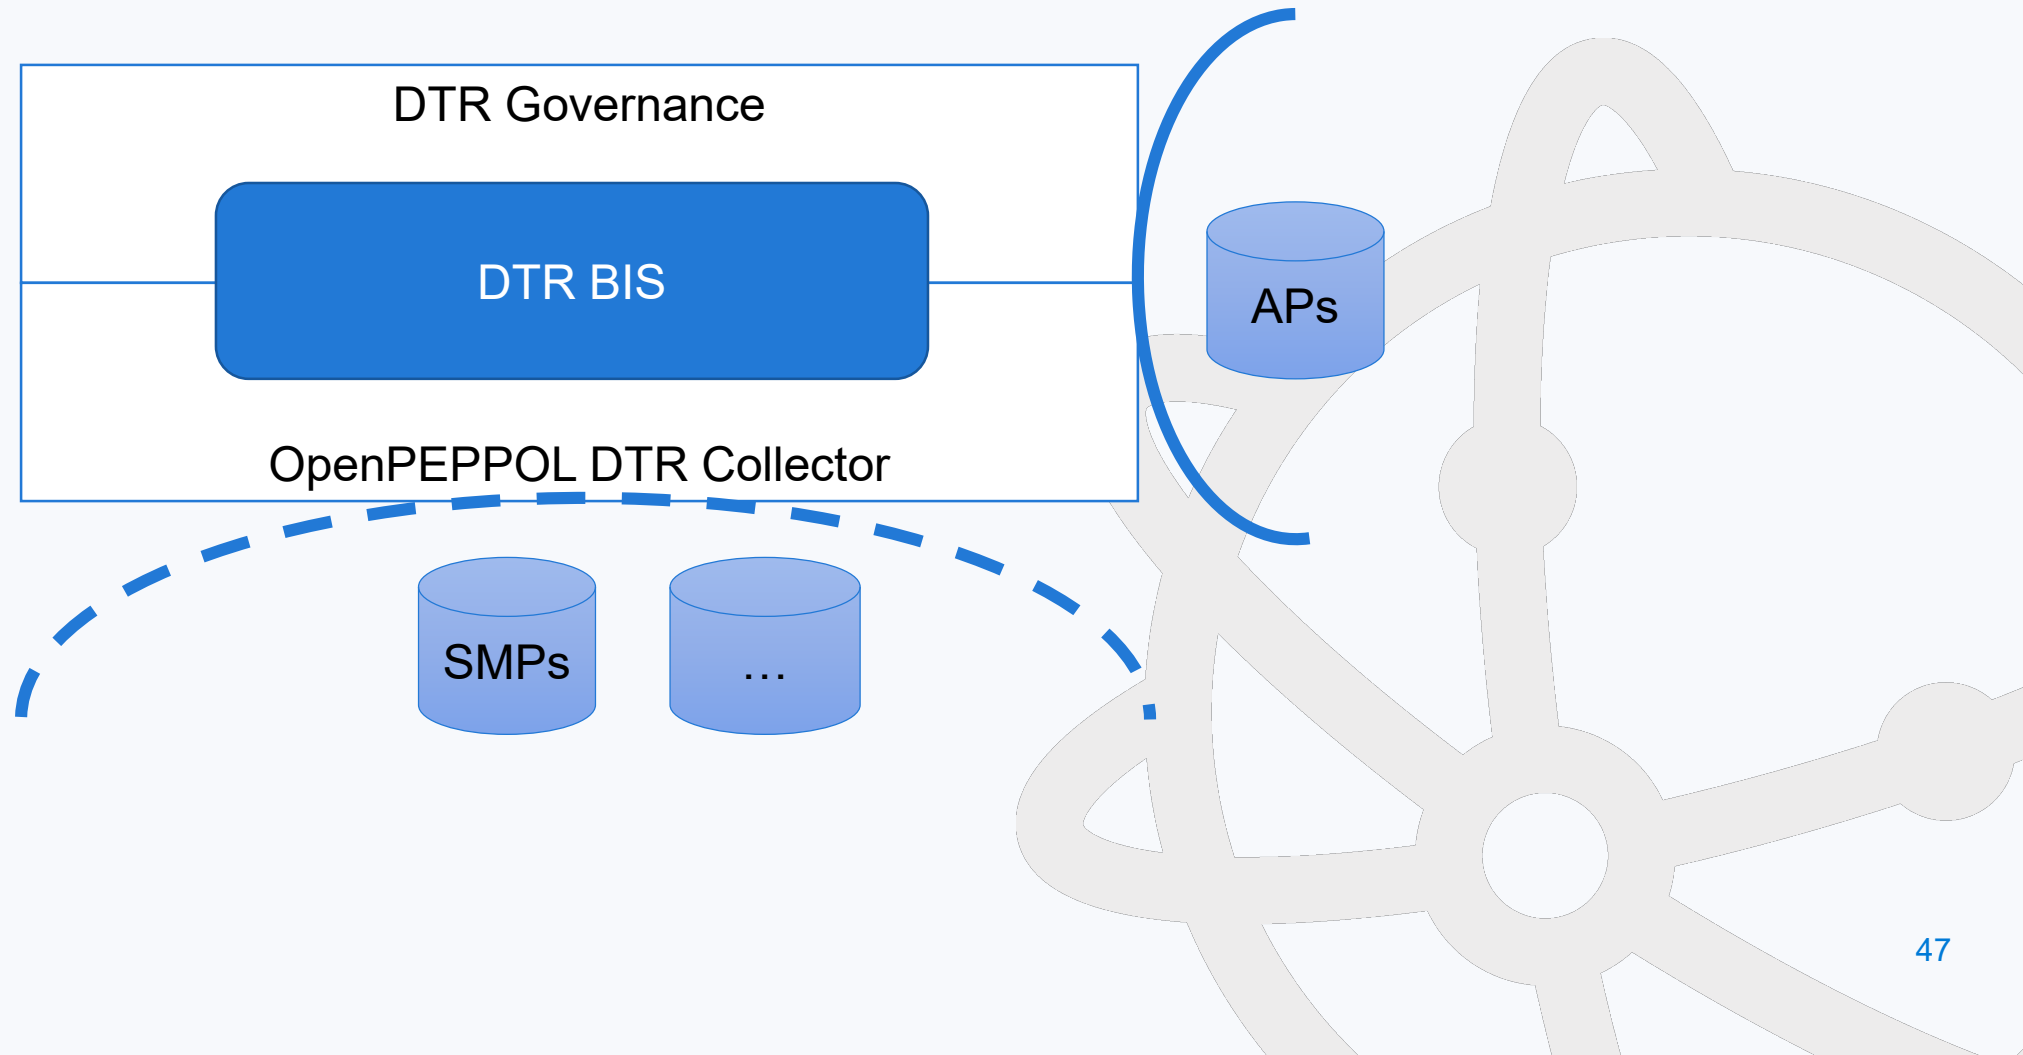 DTR Governance
DTR BIS
APs
OpenPEPPOL DTR Collector
SMPs
…
47